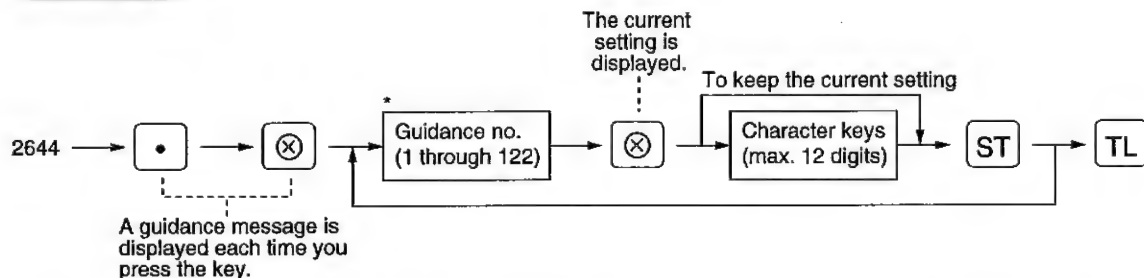 The current
setting is
displayed.
To keep the current setting
*
Guidance no.
(1 through 122)
Character keys
(max. 12 digits)
2644
•
⊗
⊗
ST
TL
A guidance message is
displayed each time you
press the key.